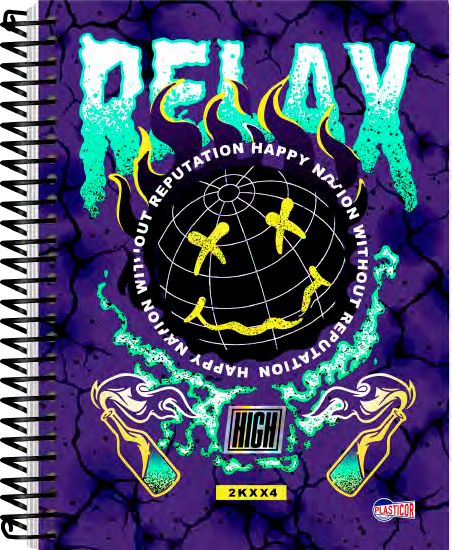 RELAX
HAPPY NATION WITHOUT REPUTATION HAPPY NATION WITHOUT REPUTATION
HIGH
2KXX4
PLASTICOR